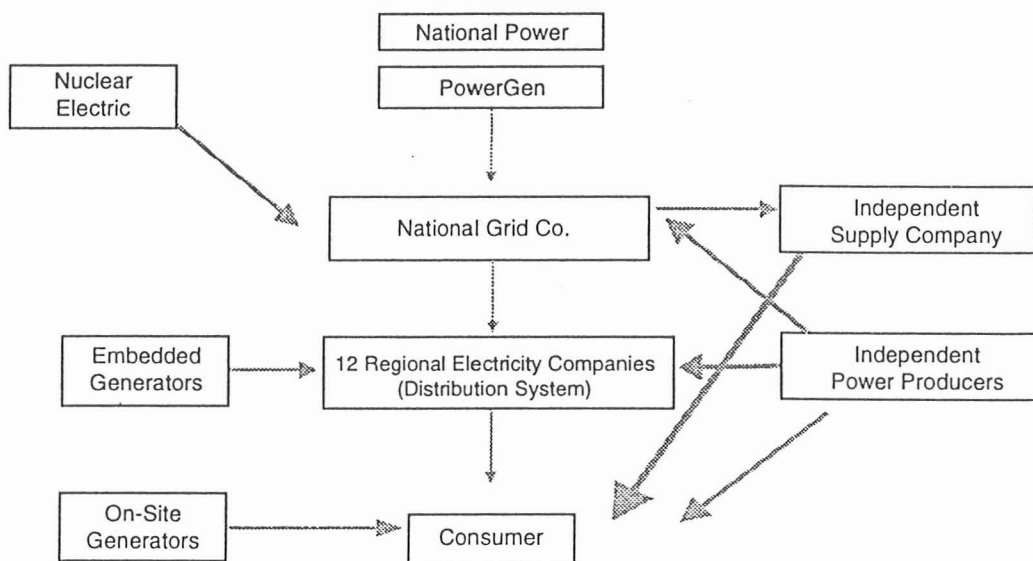 National Power
PowerGen
Nuclear
Electric
National Grid Co.
Independent
Supply Company
Embedded
Generators
12 Regional Electricity Companies
(Distribution System)
Independent
Power Producers
On-Site
Generators
Consumer